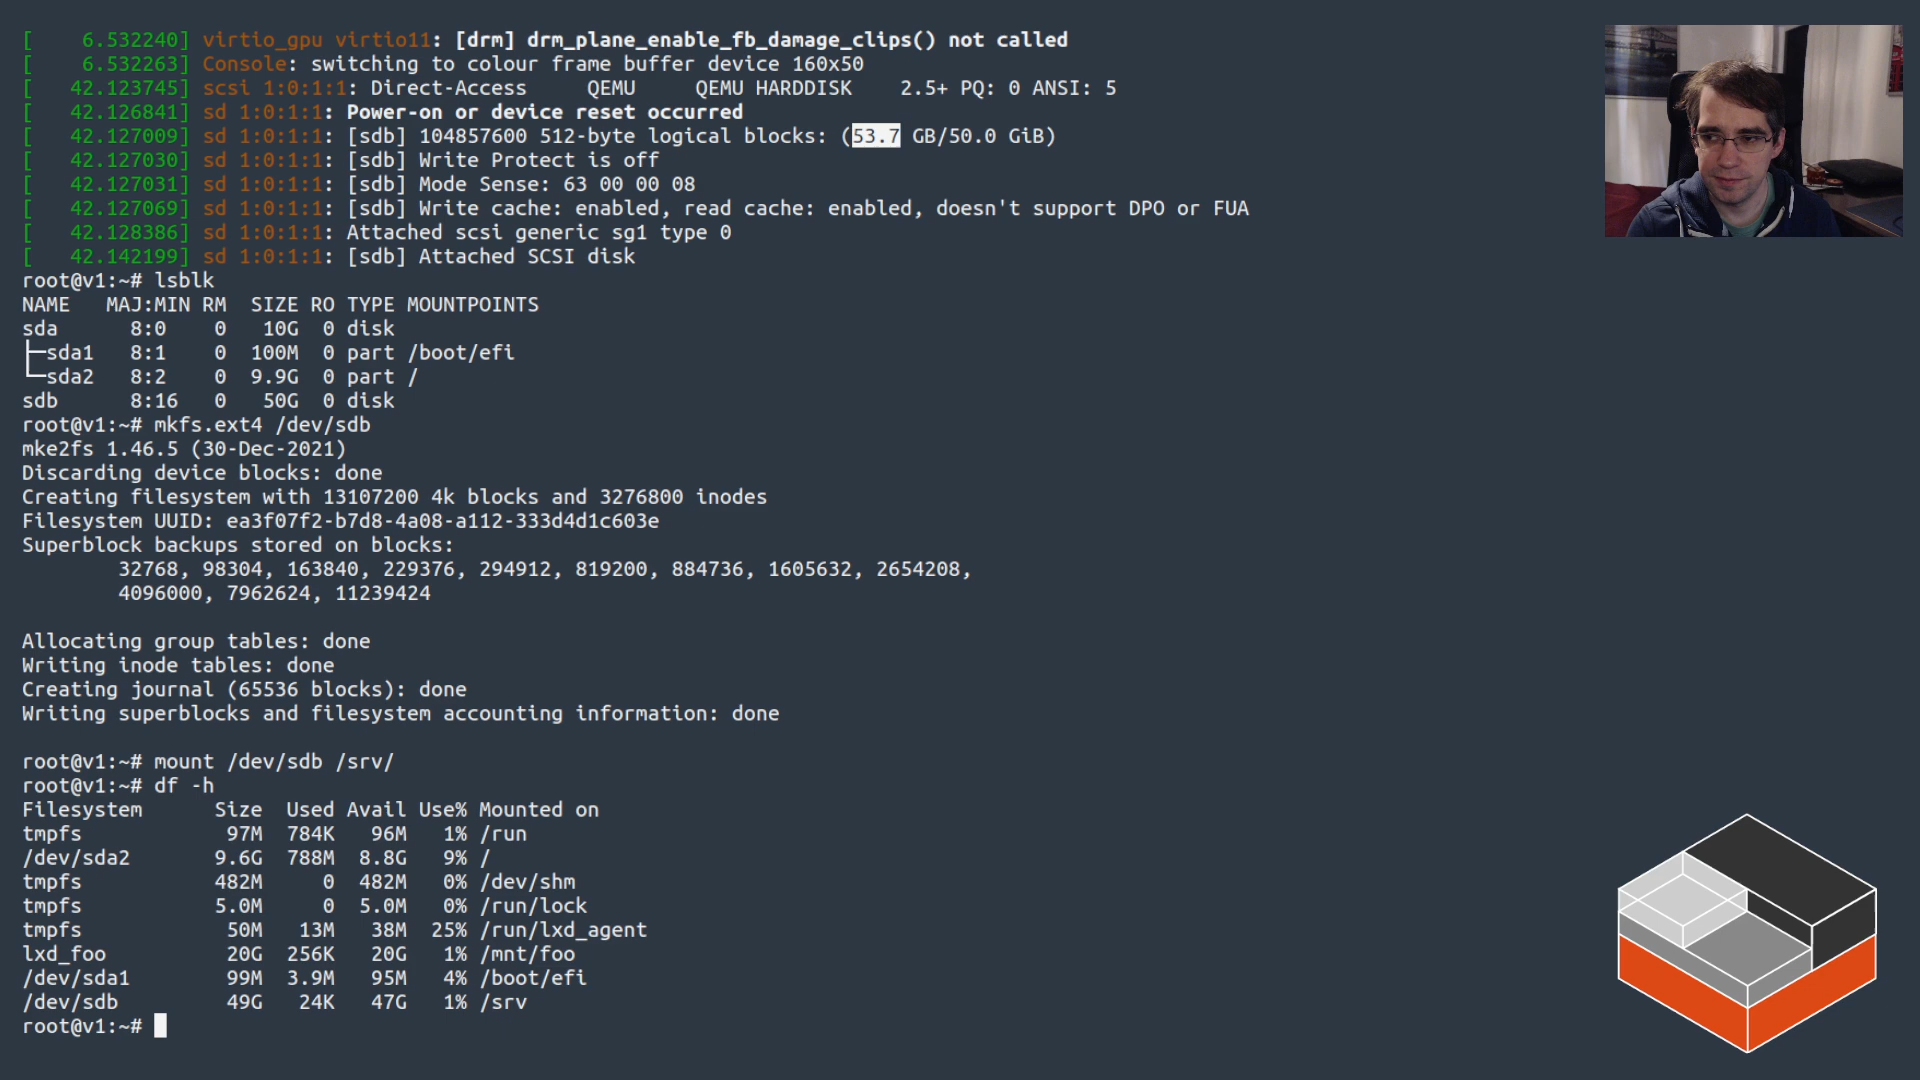 [    6.532240] virtio_gpu virtio11: [drm] drm_plane_enable_fb_damage_clips() not called
[    6.532263] Console: switching to colour frame buffer device 160x50
[   42.123745] scsi 1:0:1:1: Direct-Access     QEMU     QEMU HARDDISK    2.5+ PQ: 0 ANSI: 5
[   42.126841] sd 1:0:1:1: Power-on or device reset occurred
[   42.127009] sd 1:0:1:1: [sdb] 104857600 512-byte logical blocks: (53.7 GB/50.0 GiB)
[   42.127030] sd 1:0:1:1: [sdb] Write Protect is off
[   42.127031] sd 1:0:1:1: [sdb] Mode Sense: 63 00 00 08
[   42.127069] sd 1:0:1:1: [sdb] Write cache: enabled, read cache: enabled, doesn't support DPO or FUA
[   42.128386] sd 1:0:1:1: Attached scsi generic sg1 type 0
[   42.142199] sd 1:0:1:1: [sdb] Attached SCSI disk
root@v1:~# lsblk
NAME   MAJ:MIN RM  SIZE RO TYPE MOUNTPOINTS
sda      8:0    0   10G  0 disk
├─sda1   8:1    0  100M  0 part /boot/efi
└─sda2   8:2    0  9.9G  0 part /
sdb      8:16   0   50G  0 disk
root@v1:~# mkfs.ext4 /dev/sdb
mke2fs 1.46.5 (30-Dec-2021)
Discarding device blocks: done
Creating filesystem with 13107200 4k blocks and 3276800 inodes
Filesystem UUID: ea3f07f2-b7d8-4a08-a112-333d4d1c603e
Superblock backups stored on blocks:
        32768, 98304, 163840, 229376, 294912, 819200, 884736, 1605632, 2654208,
        4096000, 7962624, 11239424
Allocating group tables: done
Writing inode tables: done
Creating journal (65536 blocks): done
Writing superblocks and filesystem accounting information: done
root@v1:~# mount /dev/sdb /srv/
root@v1:~# df -h
Filesystem      Size  Used Avail Use% Mounted on
tmpfs            97M  784K   96M   1% /run
/dev/sda2       9.6G  788M  8.8G   9% /
tmpfs           482M     0  482M   0% /dev/shm
tmpfs           5.0M     0  5.0M   0% /run/lock
tmpfs            50M   13M   38M  25% /run/lxd_agent
lxd_foo          20G  256K   20G   1% /mnt/foo
/dev/sda1        99M  3.9M   95M   4% /boot/efi
/dev/sdb         49G   24K   47G   1% /srv
root@v1:~#